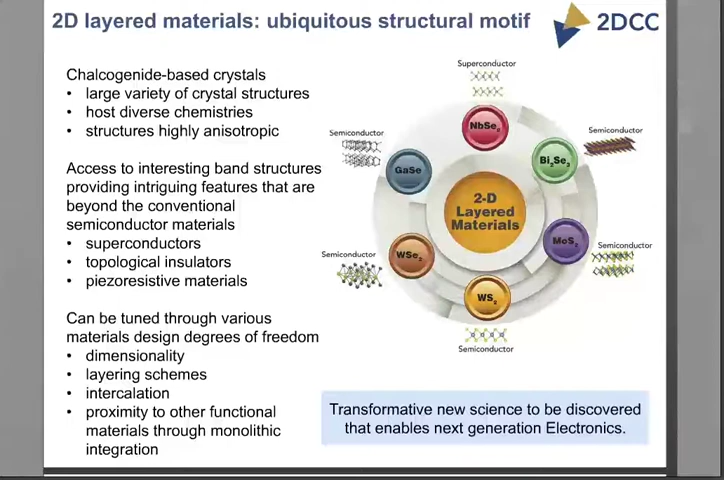 2D layered materials: ubiquitous structural motif
2DCC
Chalcogenide-based crystals
• large variety of crystal structures
• host diverse chemistries
• structures highly anisotropic
Access to interesting band structures
providing intriguing features that are
beyond the conventional
semiconductor materials
• superconductors
• topological insulators
• piezoresistive materials
Can be tuned through various
materials design degrees of freedom
• dimensionality
• layering schemes
• intercalation
• proximity to other functional
materials through monolithic
integration
Superconductor
NbSe₂
Semiconductor
Bi₂Se₃
Semiconductor
GaSe
2-D
Layered
Materials
MoS₂
Semiconductor
WSe₂
Semiconductor
WS₂
Semiconductor
Transformative new science to be discovered
that enables next generation Electronics.